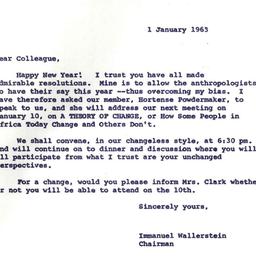 1 January 1963
ear Colleague,
Happy New Year! I trust you have all made
dmirable resolutions. Mine is to allow the anthropologists
o have their say this year --thus overcoming my bias. I
ave therefore asked our member, Hortense Powdermaker, to
peak to us, and she will address our next meeting on
anuary 10, on A THEORY OF CHANGE, or How Some People in
frica Today Change and Others Don't.
We shall convene, in our changeless style, at 6:30 pm.
nd will continue on to dinner and discussion where you will
ll participate from what I trust are your unchanged
erspectives.
For a change, would you please inform Mrs. Clark whethe
r not you will be able to attend on the 10th.
Sincerely yours,
Immanuel Wallerstein
Chairman